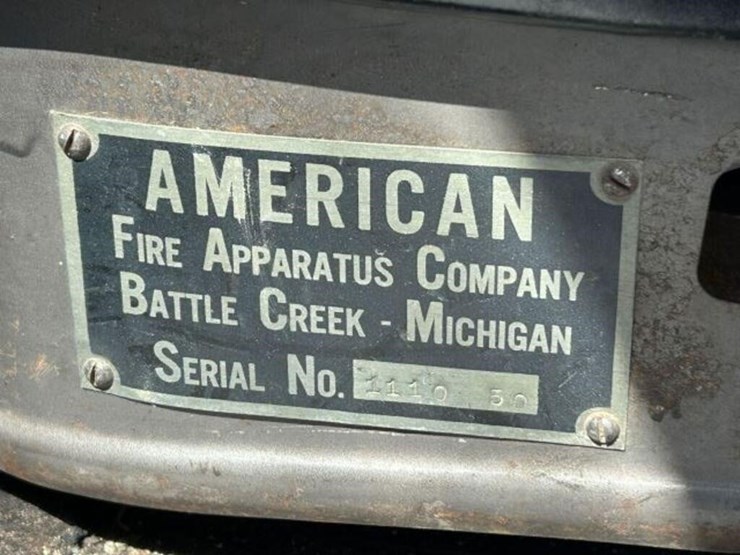 AMERICAN
FIRE APPARATUS COMPANY
BATTLE CREEK - MICHIGAN
SERIAL NO. 1110 50